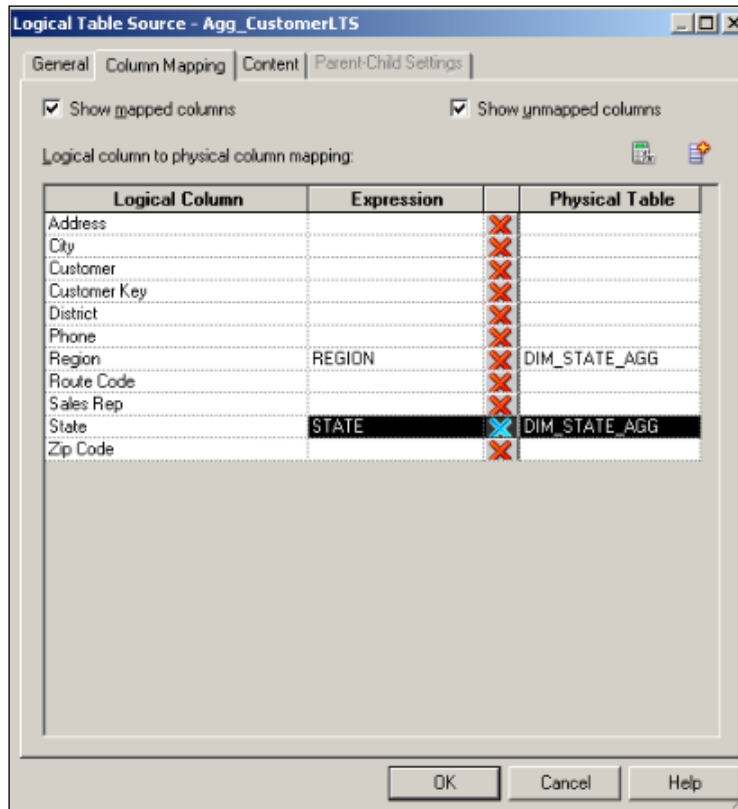 Logical Table Source - Agg_CustomerLTS
General Column Mapping Content Parent-Child Settings
Show mapped columns Show unmapped columns
Logical column to physical column mapping:
Logical Column Expression Physical Table
Address
City
Customer
Customer Key
District
Phone
Region REGION DIM_STATE_AGG
Route Code
Sales Rep
State STATE DIM_STATE_AGG
Zip Code
OK Cancel Help